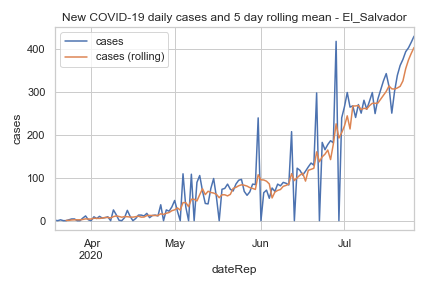 New COVID-19 daily cases and 5 day rolling mean - El_Salvador
cases
cases (rolling)
400
300
200
100
0
cases
Apr
2020
May
Jun
Jul
dateRep